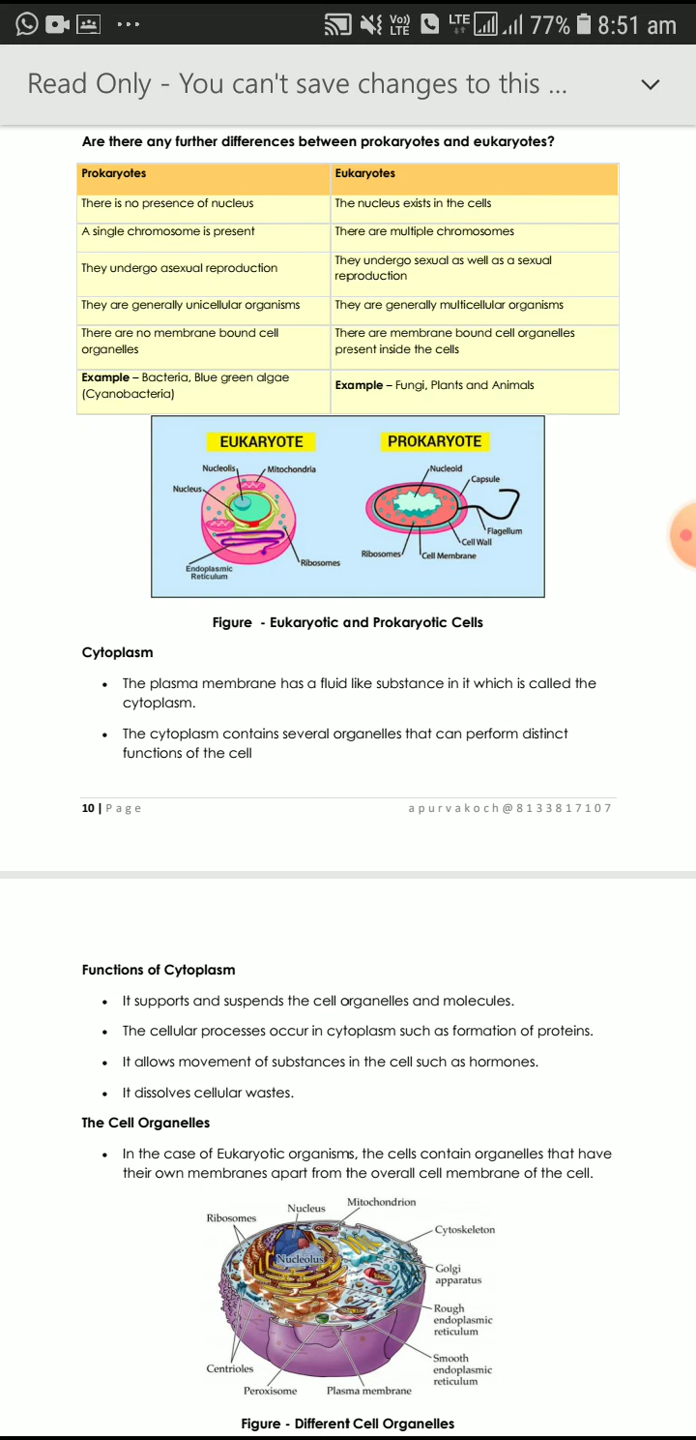 Vo))
LTE
LTE
77%
8:51 am
Read Only - You can't save changes to this ...
Are there any further differences between prokaryotes and eukaryotes?
Prokaryotes
Eukaryotes
There is no presence of nucleus
The nucleus exists in the cells
A single chromosome is present
There are multiple chromosomes
They undergo asexual reproduction
They undergo sexual as well as a sexual
reproduction
They are generally unicellular organisms
They are generally multicellular organisms
There are no membrane bound cell
organelles
There are membrane bound cell organelles
present inside the cells
Example – Bacteria, Blue green algae
(Cyanobacteria)
Example – Fungi, Plants and Animals
EUKARYOTE
Nucleolis
Mitochondria
Nucleus
Endoplasmic
Reticulum
Ribosomes
PROKARYOTE
Nucleoid
Capsule
Flagellum
Cell Wall
Ribosomes
Cell Membrane
Figure - Eukaryotic and Prokaryotic Cells
Cytoplasm
• The plasma membrane has a fluid like substance in it which is called the
cytoplasm.
• The cytoplasm contains several organelles that can perform distinct
functions of the cell
10 | Page
apurvakoch@8133817107
Functions of Cytoplasm
• It supports and suspends the cell organelles and molecules.
• The cellular processes occur in cytoplasm such as formation of proteins.
• It allows movement of substances in the cell such as hormones.
• It dissolves cellular wastes.
The Cell Organelles
• In the case of Eukaryotic organisms, the cells contain organelles that have
their own membranes apart from the overall cell membrane of the cell.
Ribosomes
Nucleus
Mitochondrion
Cytoskeleton
Nucleolus
Golgi
apparatus
Rough
endoplasmic
reticulum
Smooth
endoplasmic
reticulum
Centrioles
Peroxisome
Plasma membrane
Figure - Different Cell Organelles